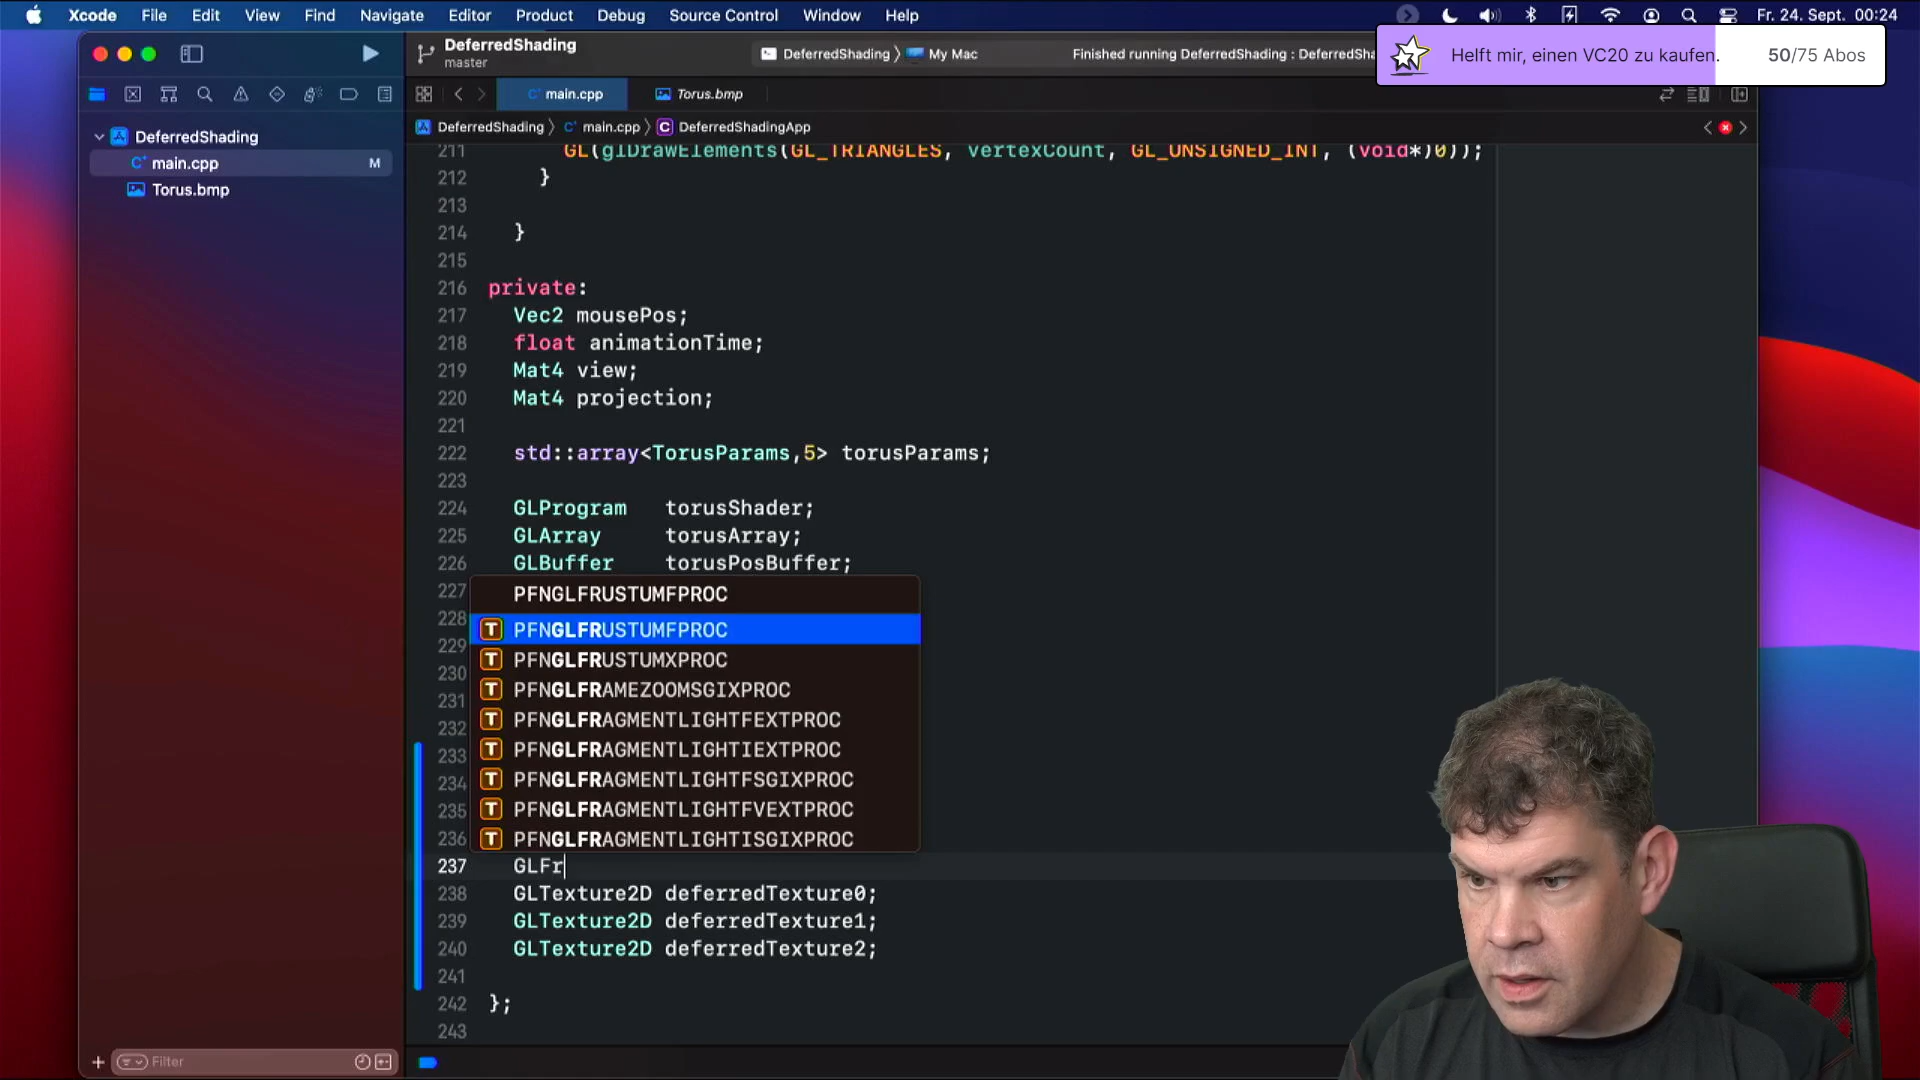 Xcode File Edit View Find Navigate Editor Product Debug Source Control Window Help
Fr. 24. Sept. 00:24
DeferredShading
master
DeferredShading 〉 My Mac
Finished running DeferredShading : DeferredSha
Helft mir, einen VC20 zu kaufen.
50/75 Abos
main.cpp
Torus.bmp
DeferredShading 〉 main.cpp 〉 C DeferredShadingApp
DeferredShading
main.cpp M
Torus.bmp
211 GL(glDrawElements(GL_TRIANGLES, vertexCount, GL_UNSIGNED_INT, (void*)0));
212 }
213
214 }
215
216 private:
217 Vec2 mousePos;
218 float animationTime;
219 Mat4 view;
220 Mat4 projection;
221
222 std::array<TorusParams,5> torusParams;
223
224 GLProgram torusShader;
225 GLArray torusArray;
226 GLBuffer torusPosBuffer;
227
228
229
230
231
232
233
234
235
236
PFNGLFRUSTUMFPROC
T PFNGLFRUSTUMFPROC
T PFNGLFRUSTUMXPROC
T PFNGLFRAMEZOOMSGIXPROC
T PFNGLFRAGMENTLIGHTFEXTPROC
T PFNGLFRAGMENTLIGHTIEXTPROC
T PFNGLFRAGMENTLIGHTFSGIXPROC
T PFNGLFRAGMENTLIGHTFVEXTPROC
T PFNGLFRAGMENTLIGHTISGIXPROC
237 GLFr
238 GLTexture2D deferredTexture0;
239 GLTexture2D deferredTexture1;
240 GLTexture2D deferredTexture2;
241
242 };
243
Filter